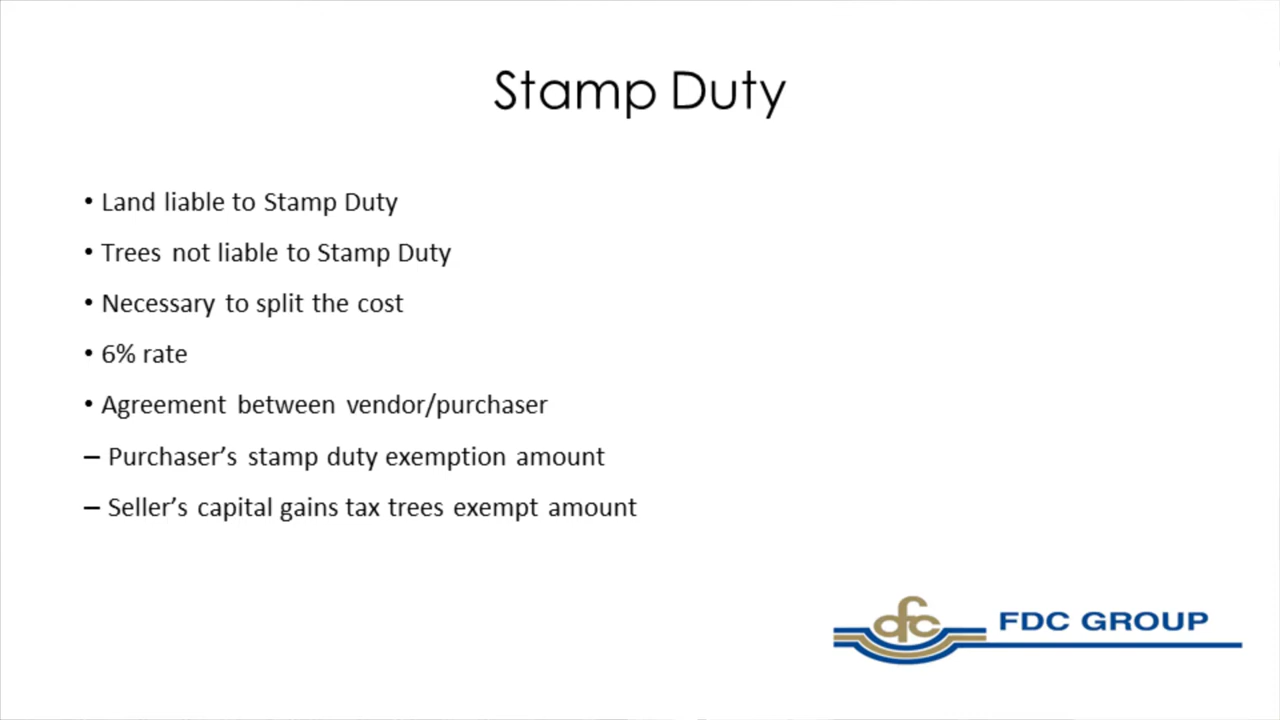 Stamp Duty
• Land liable to Stamp Duty
• Trees not liable to Stamp Duty
• Necessary to split the cost
• 6% rate
• Agreement between vendor/purchaser
– Purchaser’s stamp duty exemption amount
– Seller’s capital gains tax trees exempt amount
dfc FDC GROUP